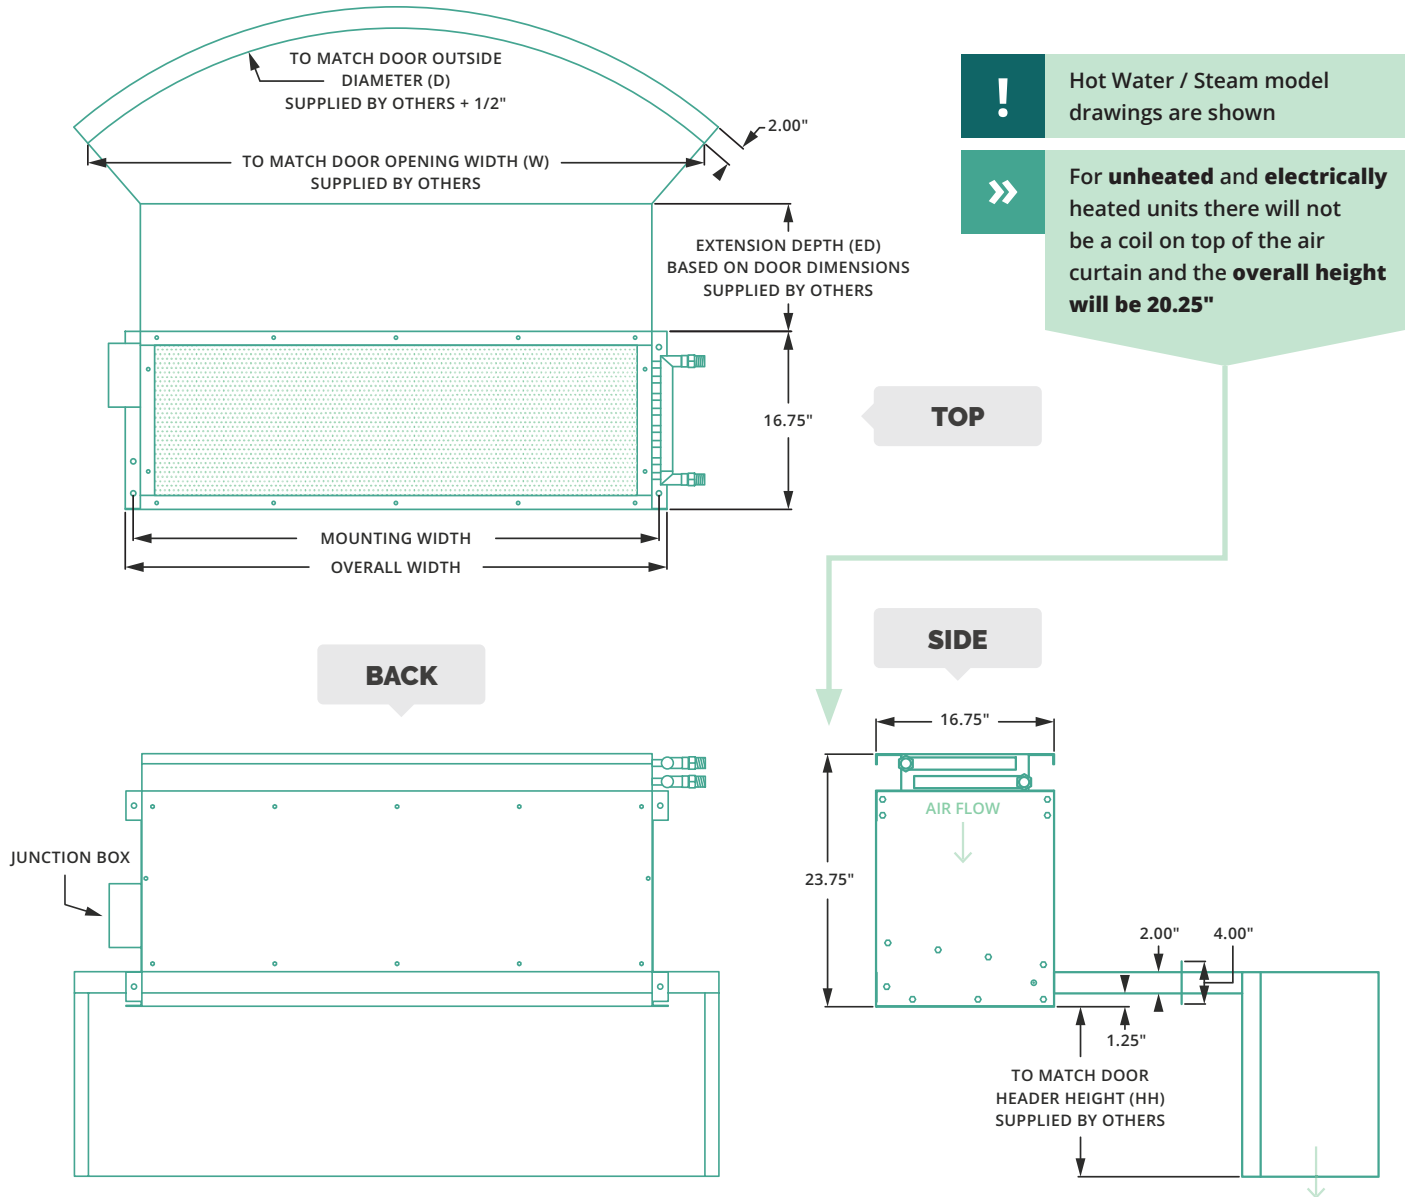 TO MATCH DOOR OUTSIDE
DIAMETER (D)
SUPPLIED BY OTHERS + 1/2"
2.00"
TO MATCH DOOR OPENING WIDTH (W)
SUPPLIED BY OTHERS
EXTENSION DEPTH (ED)
BASED ON DOOR DIMENSIONS
SUPPLIED BY OTHERS
16.75"
MOUNTING WIDTH
OVERALL WIDTH
!
Hot Water / Steam model
drawings are shown
»
For unheated and electrically
heated units there will not
be a coil on top of the air
curtain and the overall height
will be 20.25"
TOP
BACK
JUNCTION BOX
SIDE
16.75"
AIR FLOW
23.75"
2.00"
4.00"
1.25"
TO MATCH DOOR
HEADER HEIGHT (HH)
SUPPLIED BY OTHERS